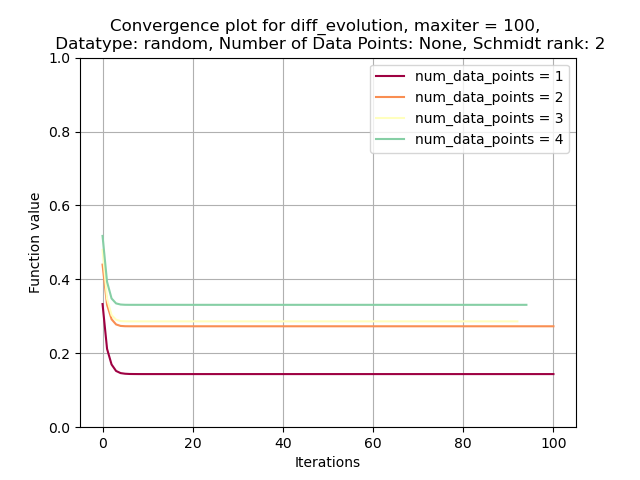 Convergence plot for diff_evolution, maxiter = 100,
Datatype: random, Number of Data Points: None, Schmidt rank: 2
1.0
0.8
0.6
0.4
0.2
0.0
Function value
num_data_points = 1
num_data_points = 2
num_data_points = 3
num_data_points = 4
0 20 40 60 80 100
Iterations